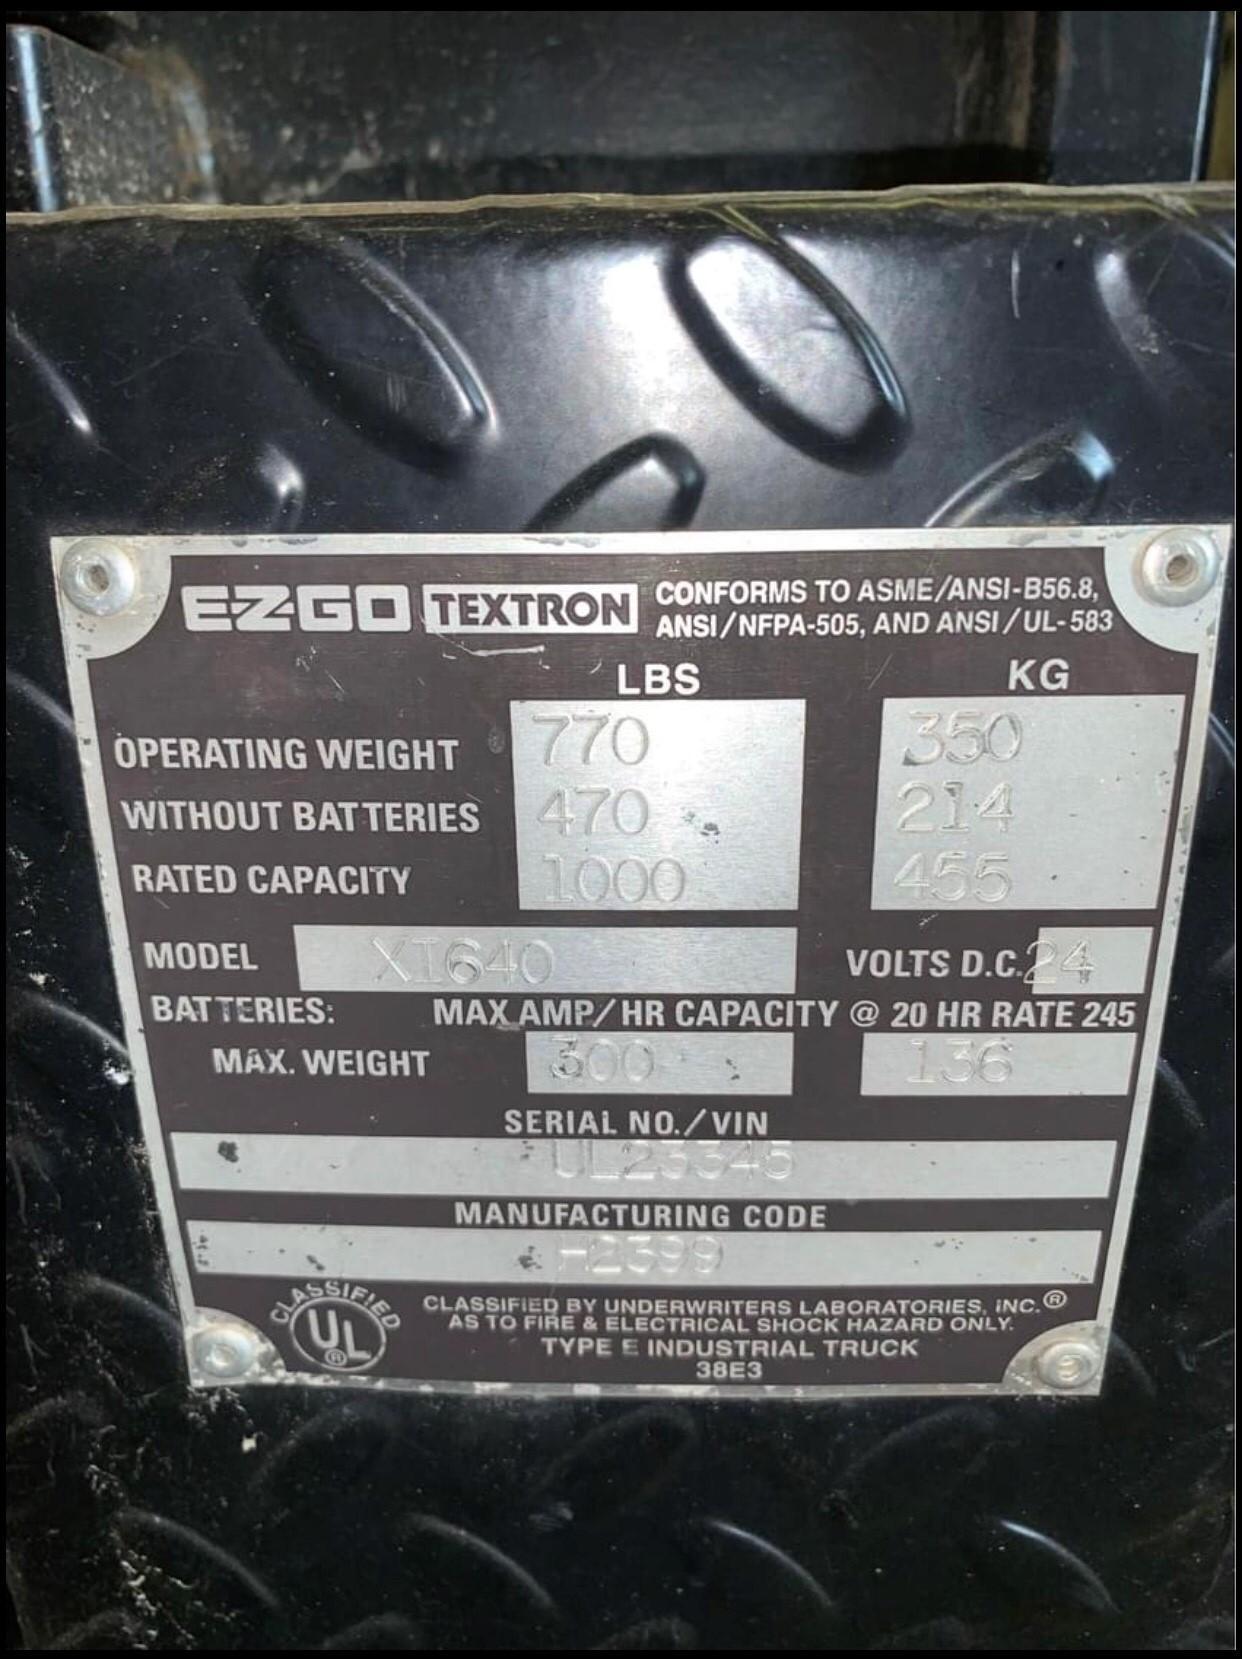 E-Z-GO TEXTRON CONFORMS TO ASME/ANSI-B56.8,
ANSI/NFPA-505, AND ANSI/UL-583
LBS KG
OPERATING WEIGHT 770 350
WITHOUT BATTERIES 470 214
RATED CAPACITY 1000 455
MODEL XI640 VOLTS D.C. 24
BATTERIES: MAX AMP/HR CAPACITY @ 20 HR RATE 245
MAX. WEIGHT 300 136
SERIAL NO./VIN
UL23345
MANUFACTURING CODE
H2399
CLASSIFIED
UL®
CLASSIFIED BY UNDERWRITERS LABORATORIES, INC.®
AS TO FIRE & ELECTRICAL SHOCK HAZARD ONLY.
TYPE E INDUSTRIAL TRUCK
38E3